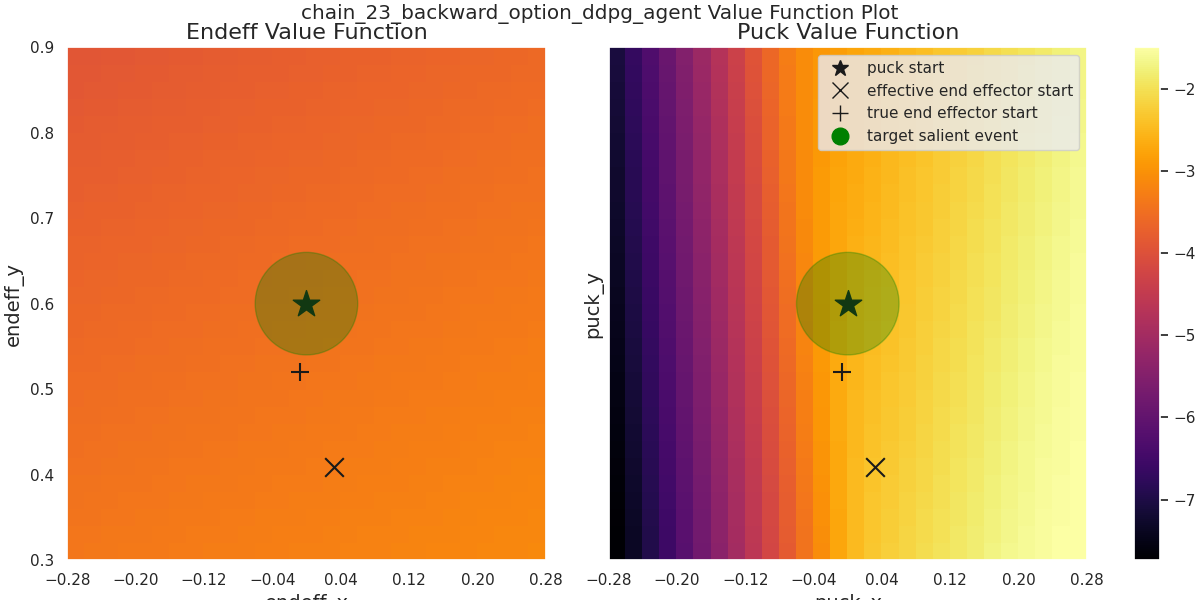 chain_23_backward_option_ddpg_agent Value Function Plot
Endeff Value Function
Puck Value Function
puck start
effective end effector start
true end effector start
target salient event
0.9
0.8
0.7
0.6
0.5
0.4
0.3
endeff_y
puck_y
−0.28 −0.20 −0.12 −0.04 0.04 0.12 0.20 0.28
−0.28 −0.20 −0.12 −0.04 0.04 0.12 0.20 0.28
endeff_x
puck_x
−2
−3
−4
−5
−6
−7